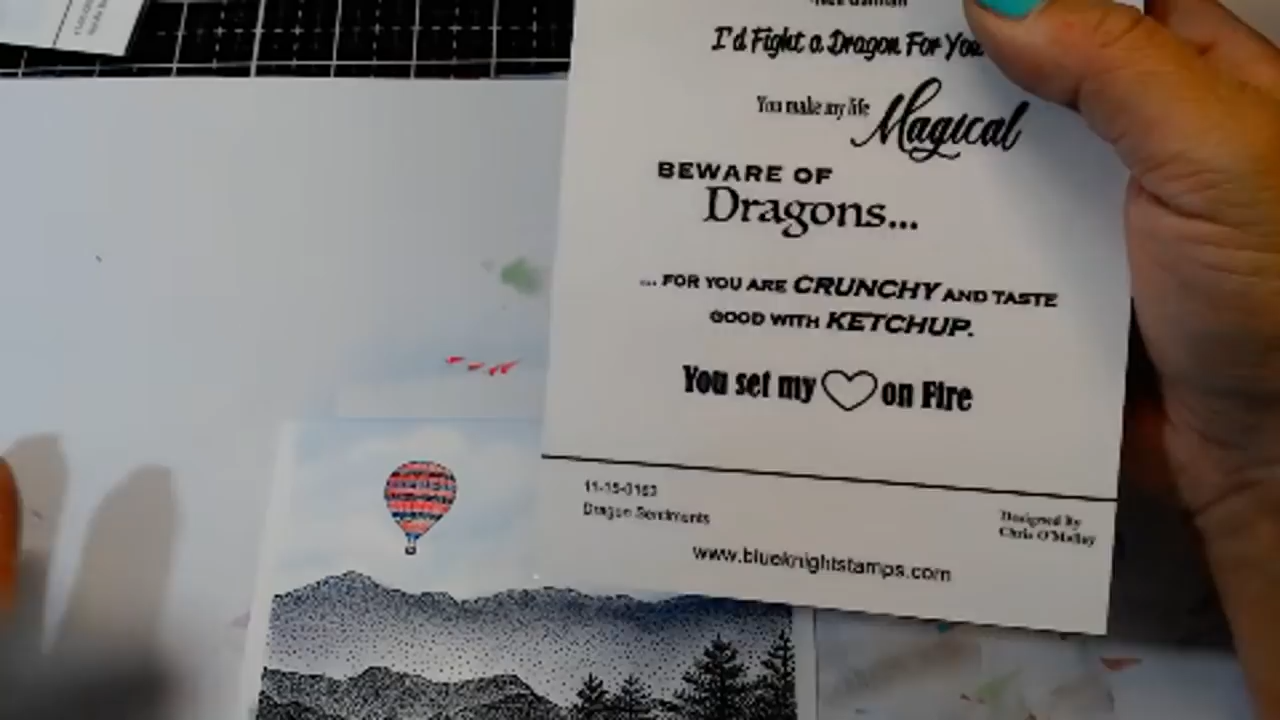 I'd Fight a Dragon For You
You make my life Magical
BEWARE OF
Dragons...
... FOR YOU ARE CRUNCHY AND TASTE
GOOD WITH KETCHUP.
You set my on Fire
11-15-0163
Dragon Sentiments
Designed By
Chris O'Malley
www.blueknightstamps.com